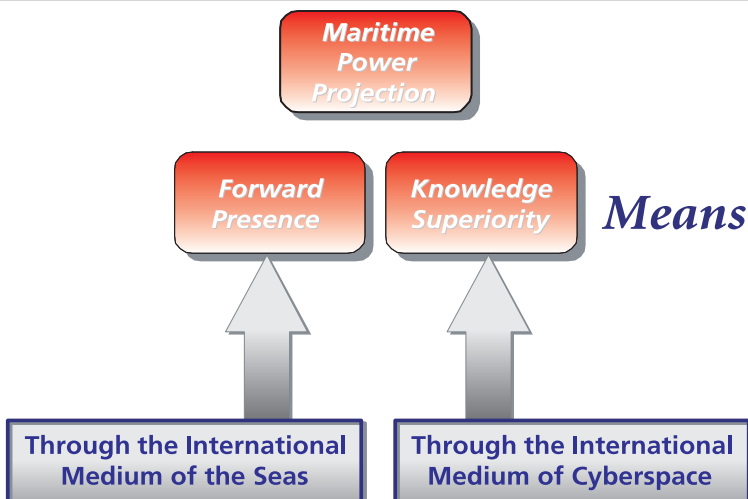 Maritime
Power
Projection
Forward
Presence
Knowledge
Superiority
Means
Through the International
Medium of the Seas
Through the International
Medium of Cyberspace